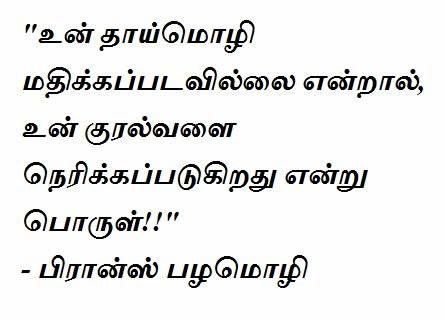 "உன் தாய்மொழி
மதிக்கப்படவில்லை என்றால்,
உன் குரல்வளை
நெரிக்கப்படுகிறது என்று
பொருள்!!"
- பிரான்ஸ் பழமொழி